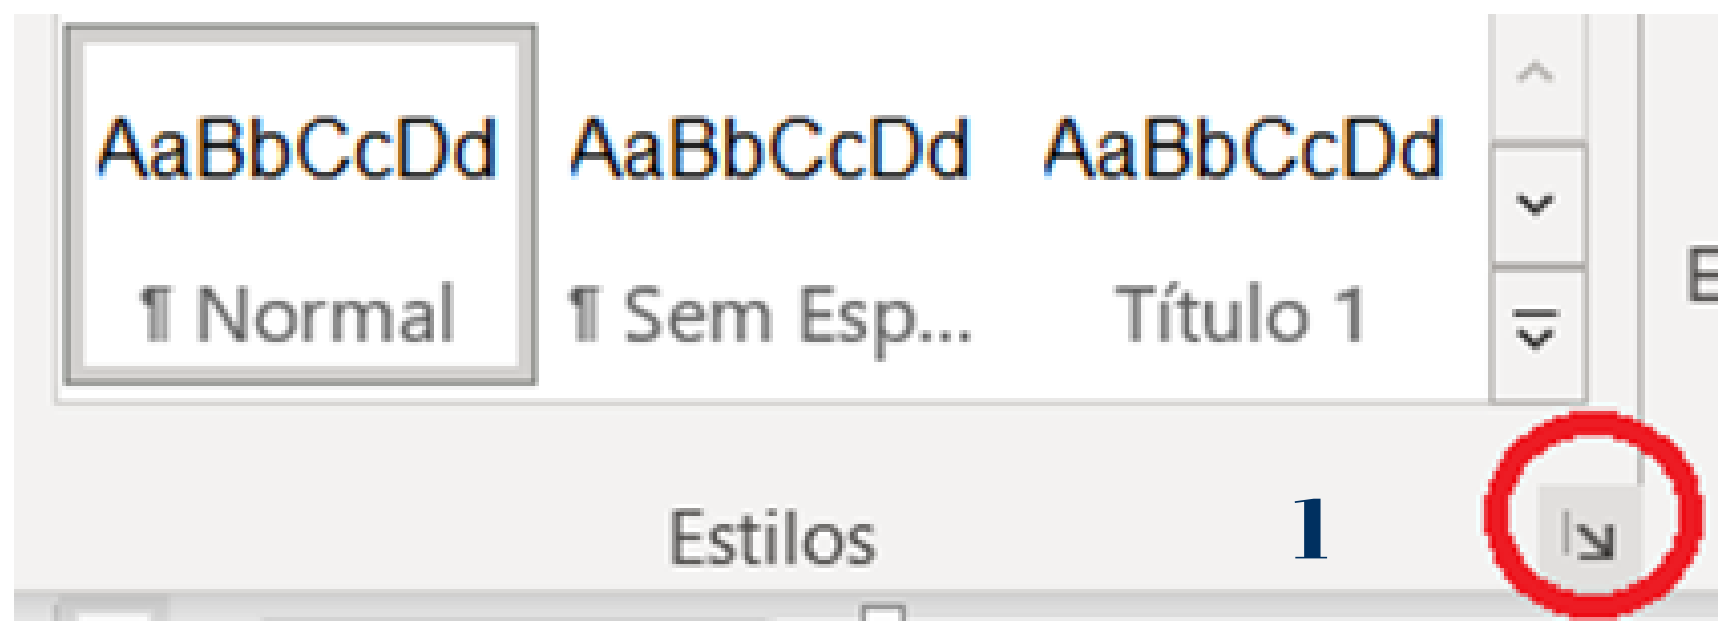 AaBbCcDd AaBbCcDd AaBbCcDd
¶ Normal ¶ Sem Esp... Título 1
Estilos 1